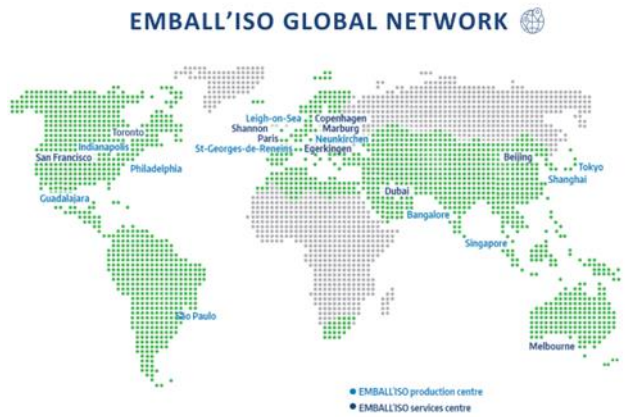 EMBALL'ISO GLOBAL NETWORK
Leigh-on-Sea
Copenhagen
Toronto
Shannon
Marburg
Indianapolis
Paris
Neunkirchen
St-Georges-de-Reneins
Egerkingen
San Francisco
Beijing
Philadelphia
Tokyo
Shanghai
Guadalajara
Dubai
Bangalore
Singapore
São Paulo
Melbourne
EMBALL'ISO production centre
EMBALL'ISO services centre